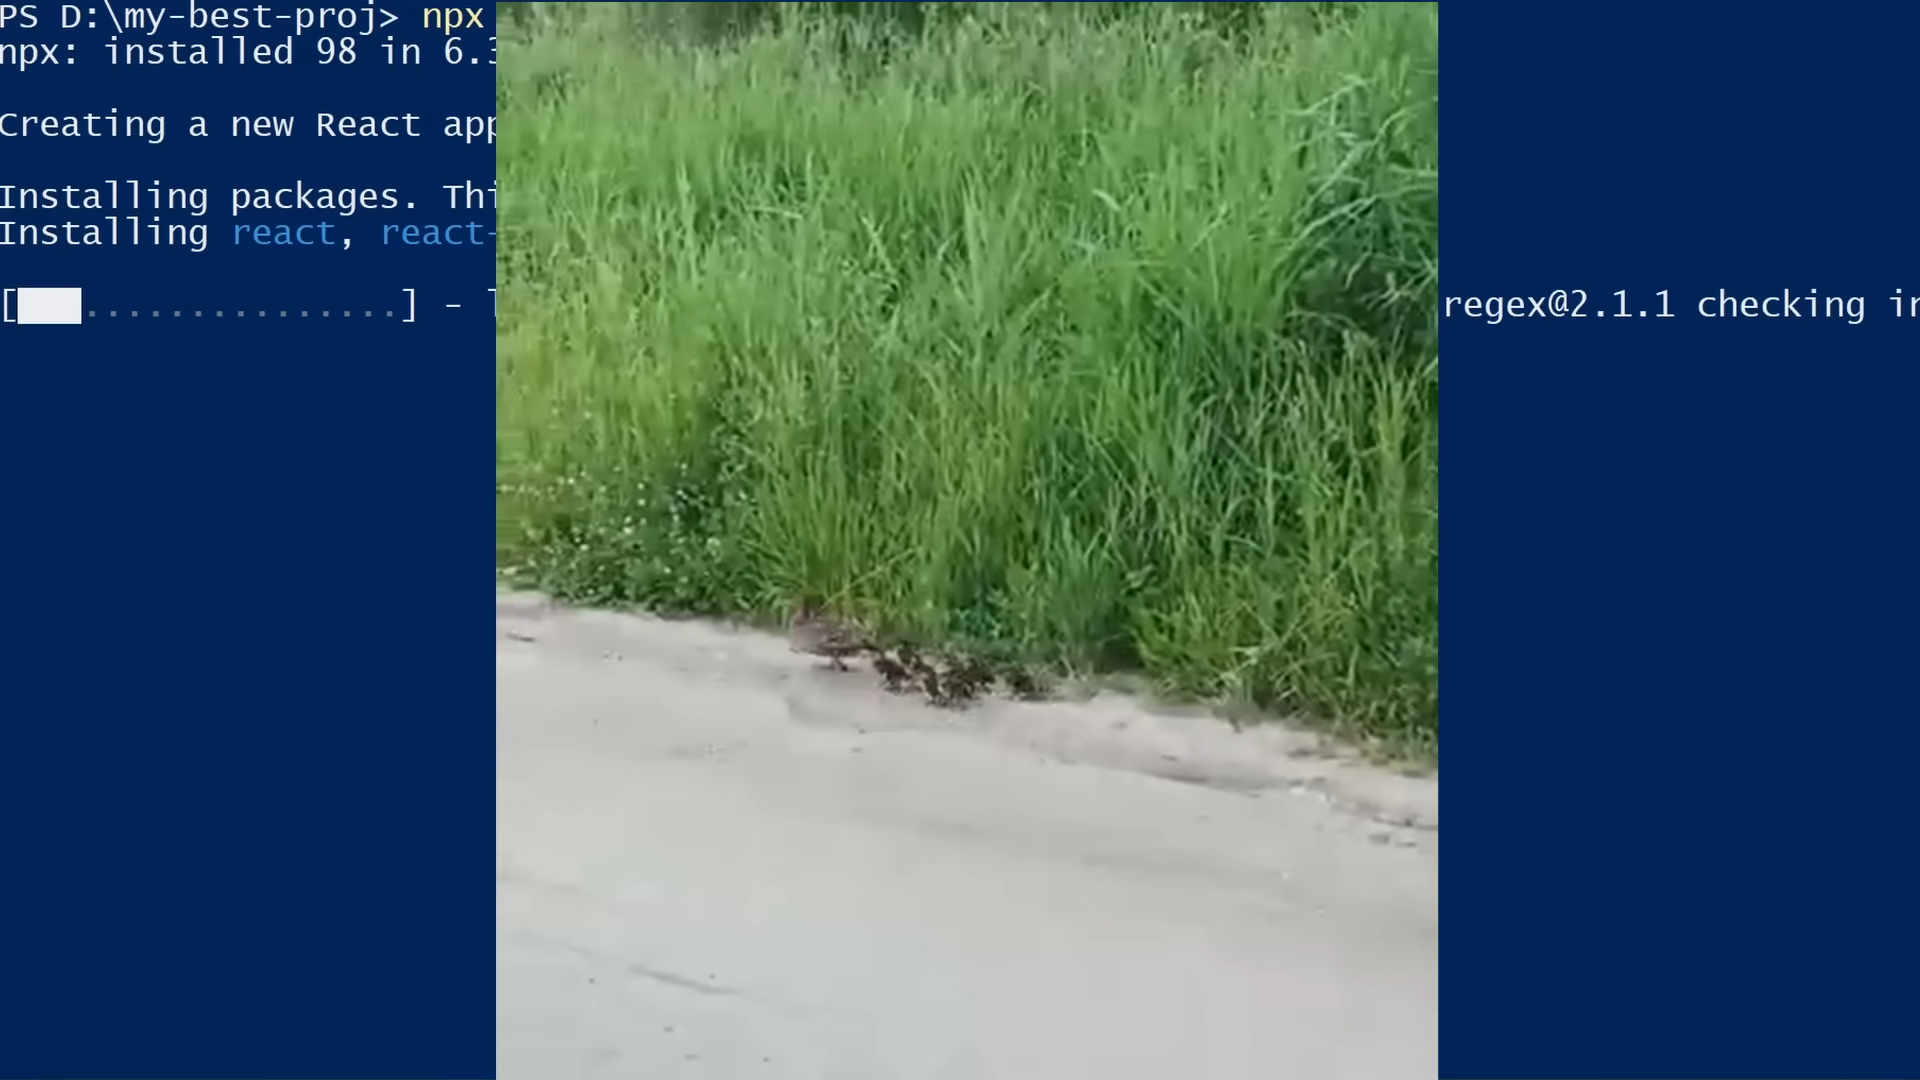 PS D:\my-best-proj> npx
npx: installed 98 in 6.3
Creating a new React app
Installing packages. Thi
Installing react, react-
[...............] - l regex@2.1.1 checking in